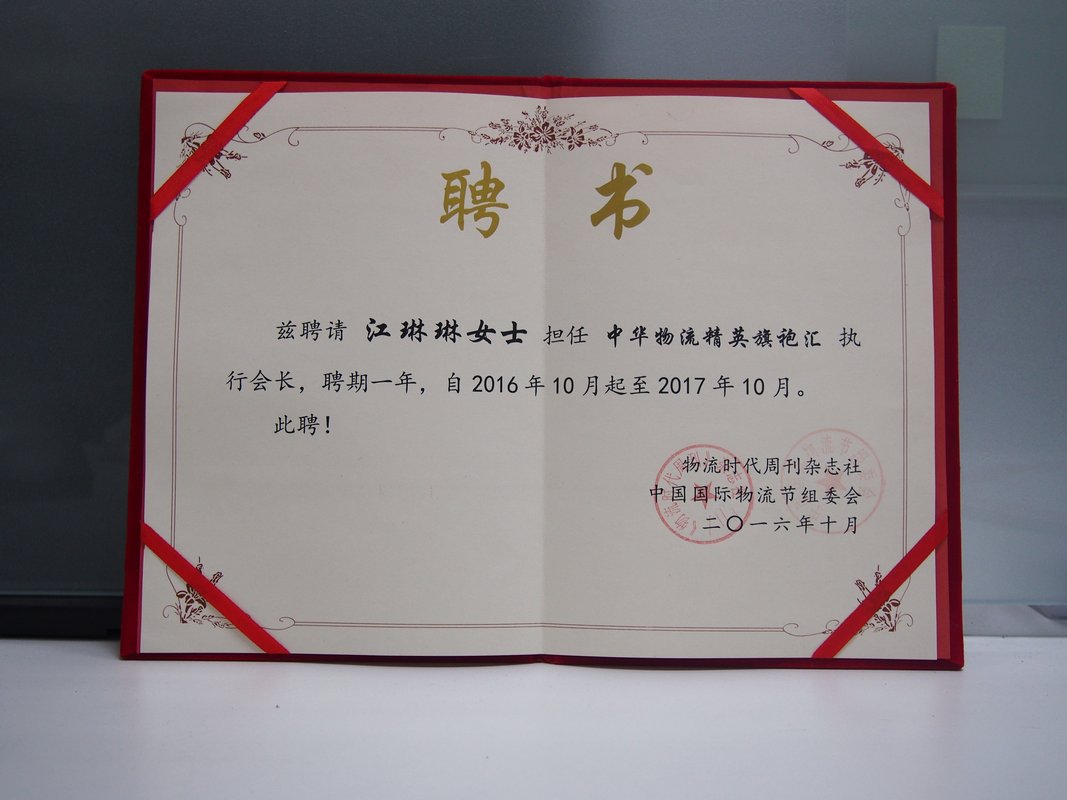 聘书
兹聘请 江琳琳女士 担任 中华物流精英旗袍汇 执
行会长，聘期一年，自2016年10月起至2017年10月。
此聘！
物流时代周刊杂志社
中国国际物流节组委会
二〇一六年十月